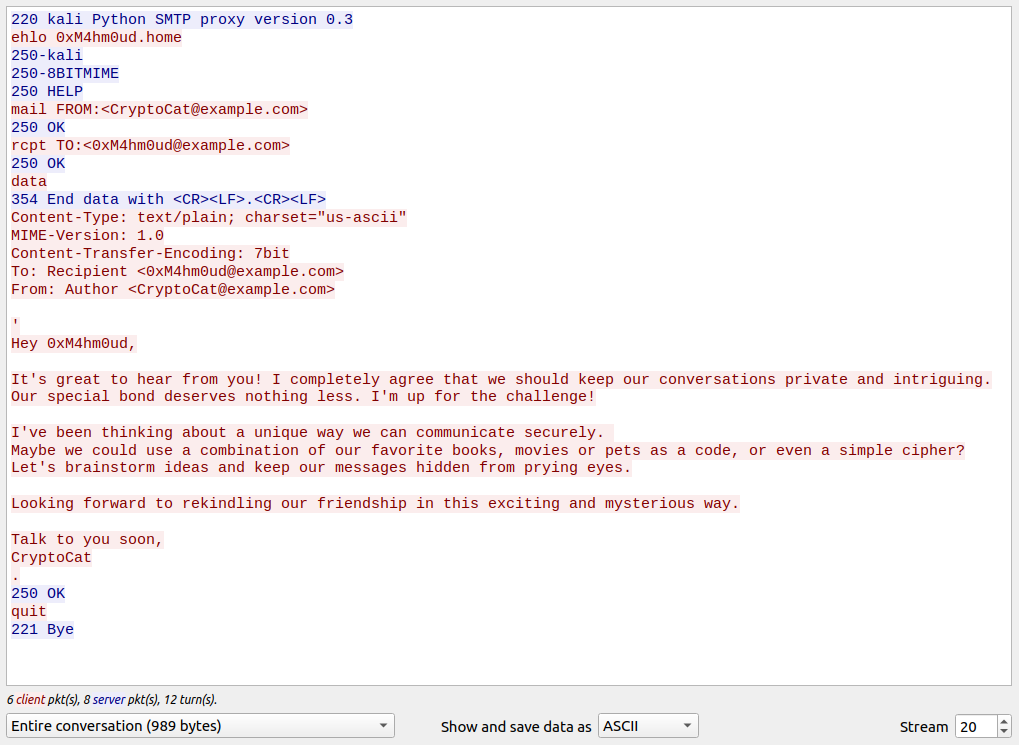 220 kali Python SMTP proxy version 0.3
ehlo 0xM4hm0ud.home
250-kali
250-8BITMIME
250 HELP
mail FROM:<CryptoCat@example.com>
250 OK
rcpt TO:<0xM4hm0ud@example.com>
250 OK
data
354 End data with <CR><LF>.<CR><LF>
Content-Type: text/plain; charset="us-ascii"
MIME-Version: 1.0
Content-Transfer-Encoding: 7bit
To: Recipient <0xM4hm0ud@example.com>
From: Author <CryptoCat@example.com>

'
Hey 0xM4hm0ud,

It's great to hear from you! I completely agree that we should keep our conversations private and intriguing.
Our special bond deserves nothing less. I'm up for the challenge!

I've been thinking about a unique way we can communicate securely.
Maybe we could use a combination of our favorite books, movies or pets as a code, or even a simple cipher?
Let's brainstorm ideas and keep our messages hidden from prying eyes.

Looking forward to rekindling our friendship in this exciting and mysterious way.

Talk to you soon,
CryptoCat
.
250 OK
quit
221 Bye
6 client pkt(s), 8 server pkt(s), 12 turn(s).
Entire conversation (989 bytes) Show and save data as ASCII Stream 20